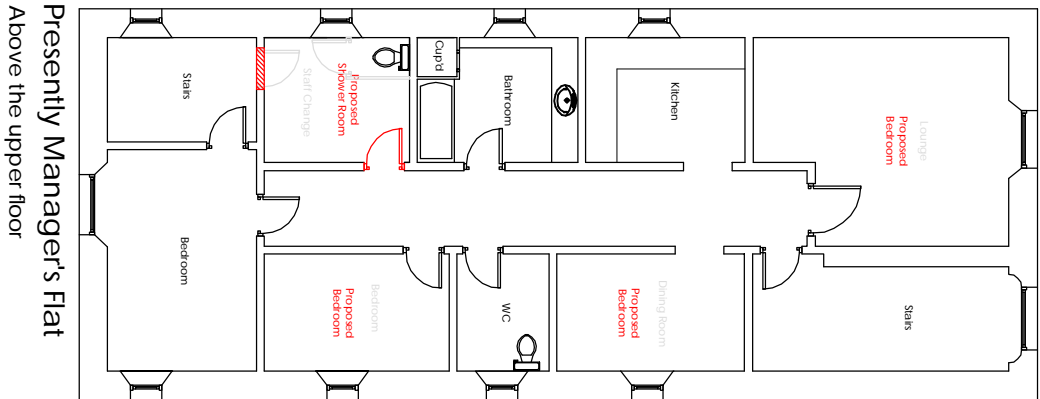 Presently Manager's Flat
Above the upper floor
Stairs
Bedroom
Staff Change
Proposed
Shower Room
Cup'd
Bathroom
Kitchen
Lounge
Proposed
Bedroom
Bedroom
Proposed
Bedroom
WC
Dining Room
Proposed
Bedroom
Stairs